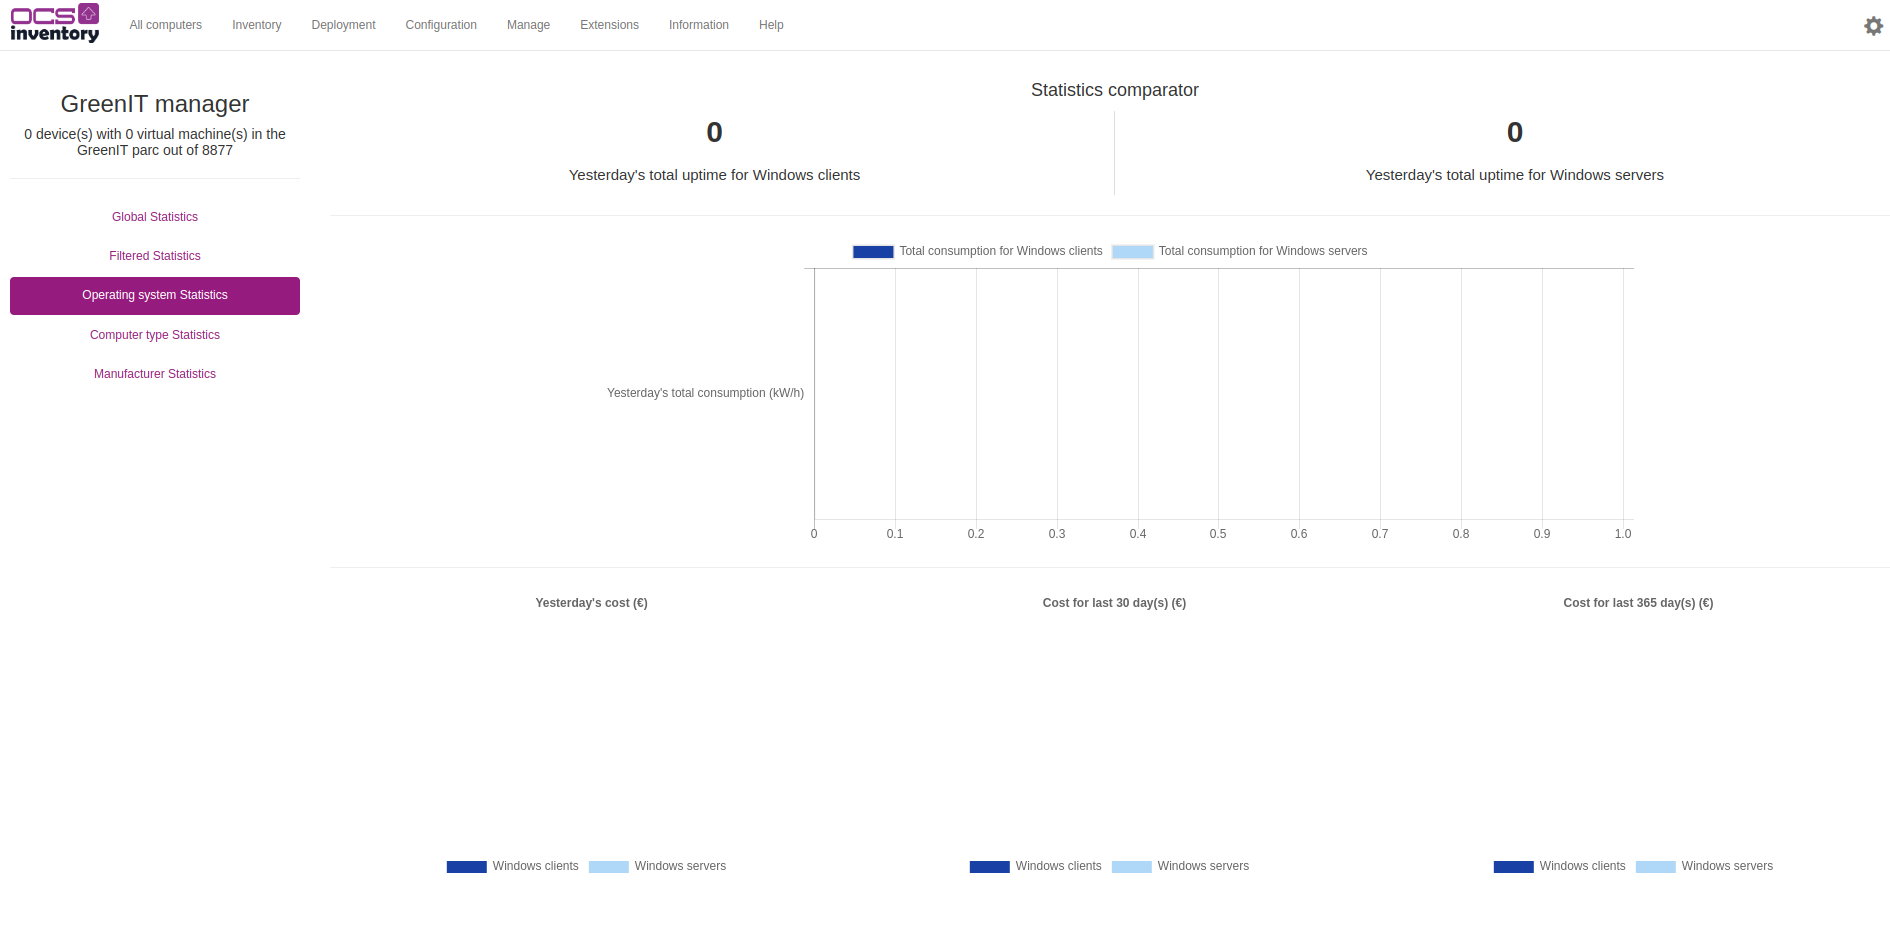 OCS
inventory
All computers
Inventory
Deployment
Configuration
Manage
Extensions
Information
Help
GreenIT manager
0 device(s) with 0 virtual machine(s) in the
GreenIT parc out of 8877
Global Statistics
Filtered Statistics
Operating system Statistics
Computer type Statistics
Manufacturer Statistics
Statistics comparator
0
Yesterday's total uptime for Windows clients
0
Yesterday's total uptime for Windows servers
Total consumption for Windows clients
Total consumption for Windows servers
Yesterday's total consumption (kW/h)
0 0.1 0.2 0.3 0.4 0.5 0.6 0.7 0.8 0.9 1.0
Yesterday's cost (€)
Windows clients Windows servers
Cost for last 30 day(s) (€)
Windows clients Windows servers
Cost for last 365 day(s) (€)
Windows clients Windows servers